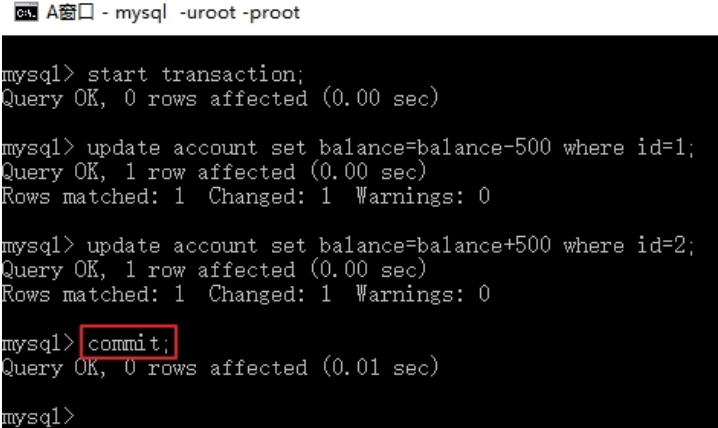 A窗口 - mysql  -uroot -proot
mysql> start transaction;
Query OK, 0 rows affected (0.00 sec)
mysql> update account set balance=balance-500 where id=1;
Query OK, 1 row affected (0.00 sec)
Rows matched: 1  Changed: 1  Warnings: 0
mysql> update account set balance=balance+500 where id=2;
Query OK, 1 row affected (0.00 sec)
Rows matched: 1  Changed: 1  Warnings: 0
mysql> commit;
Query OK, 0 rows affected (0.01 sec)
mysql>